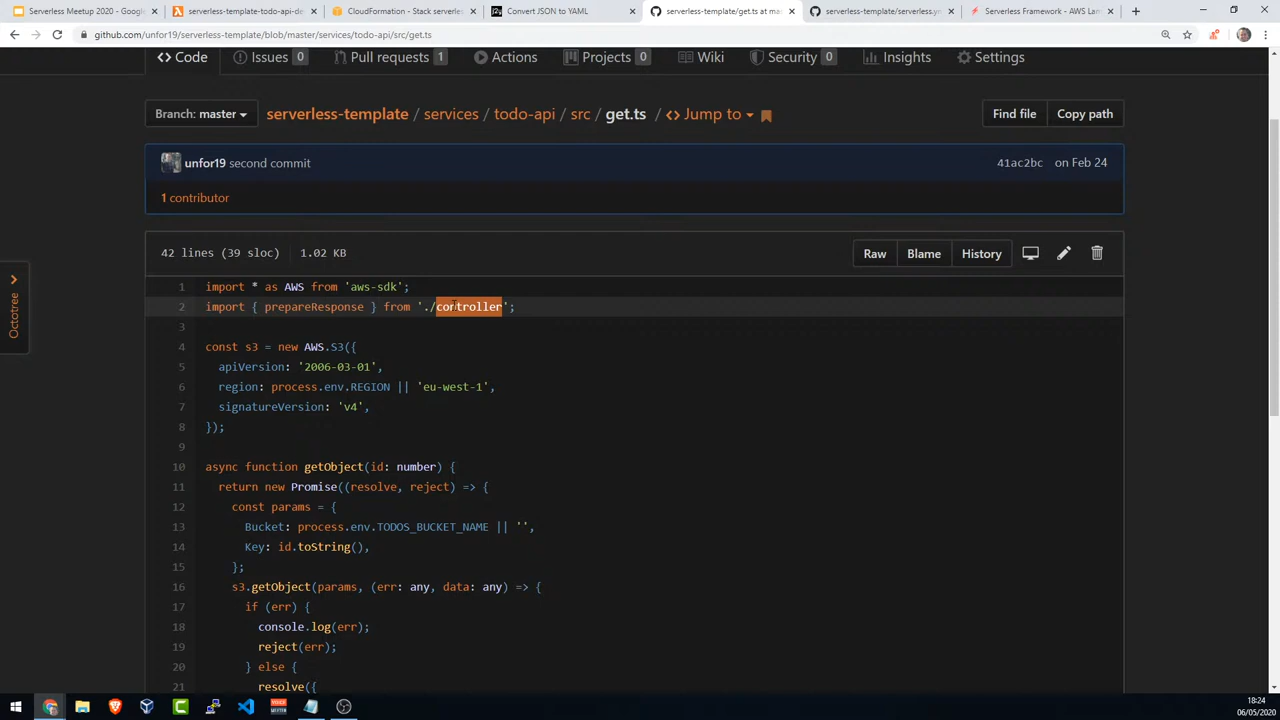 Serverless Meetup 2020 - Google
serverless-template-todo-api-de
CloudFormation - Stack serverles
Convert JSON to YAML
serverless-template/get.ts at ma
serverless-template/serverless.ym
Serverless Framework - AWS Lam
github.com/unfor19/serverless-template/blob/master/services/todo-api/src/get.ts
Code Issues 0 Pull requests 1 Actions Projects 0 Wiki Security 0 Insights Settings
Branch: master serverless-template / services / todo-api / src / get.ts <> Jump to Find file Copy path
unfor19 second commit 41ac2bc on Feb 24
1 contributor
42 lines (39 sloc) 1.02 KB Raw Blame History
Octotree
1 import * as AWS from 'aws-sdk';
2 import { prepareResponse } from './controller';
3
4 const s3 = new AWS.S3({
5 apiVersion: '2006-03-01',
6 region: process.env.REGION || 'eu-west-1',
7 signatureVersion: 'v4',
8 });
9
10 async function getObject(id: number) {
11 return new Promise((resolve, reject) => {
12 const params = {
13 Bucket: process.env.TODOS_BUCKET_NAME || '',
14 Key: id.toString(),
15 };
16 s3.getObject(params, (err: any, data: any) => {
17 if (err) {
18 console.log(err);
19 reject(err);
20 } else {
21 resolve({
18:24
06/05/2020